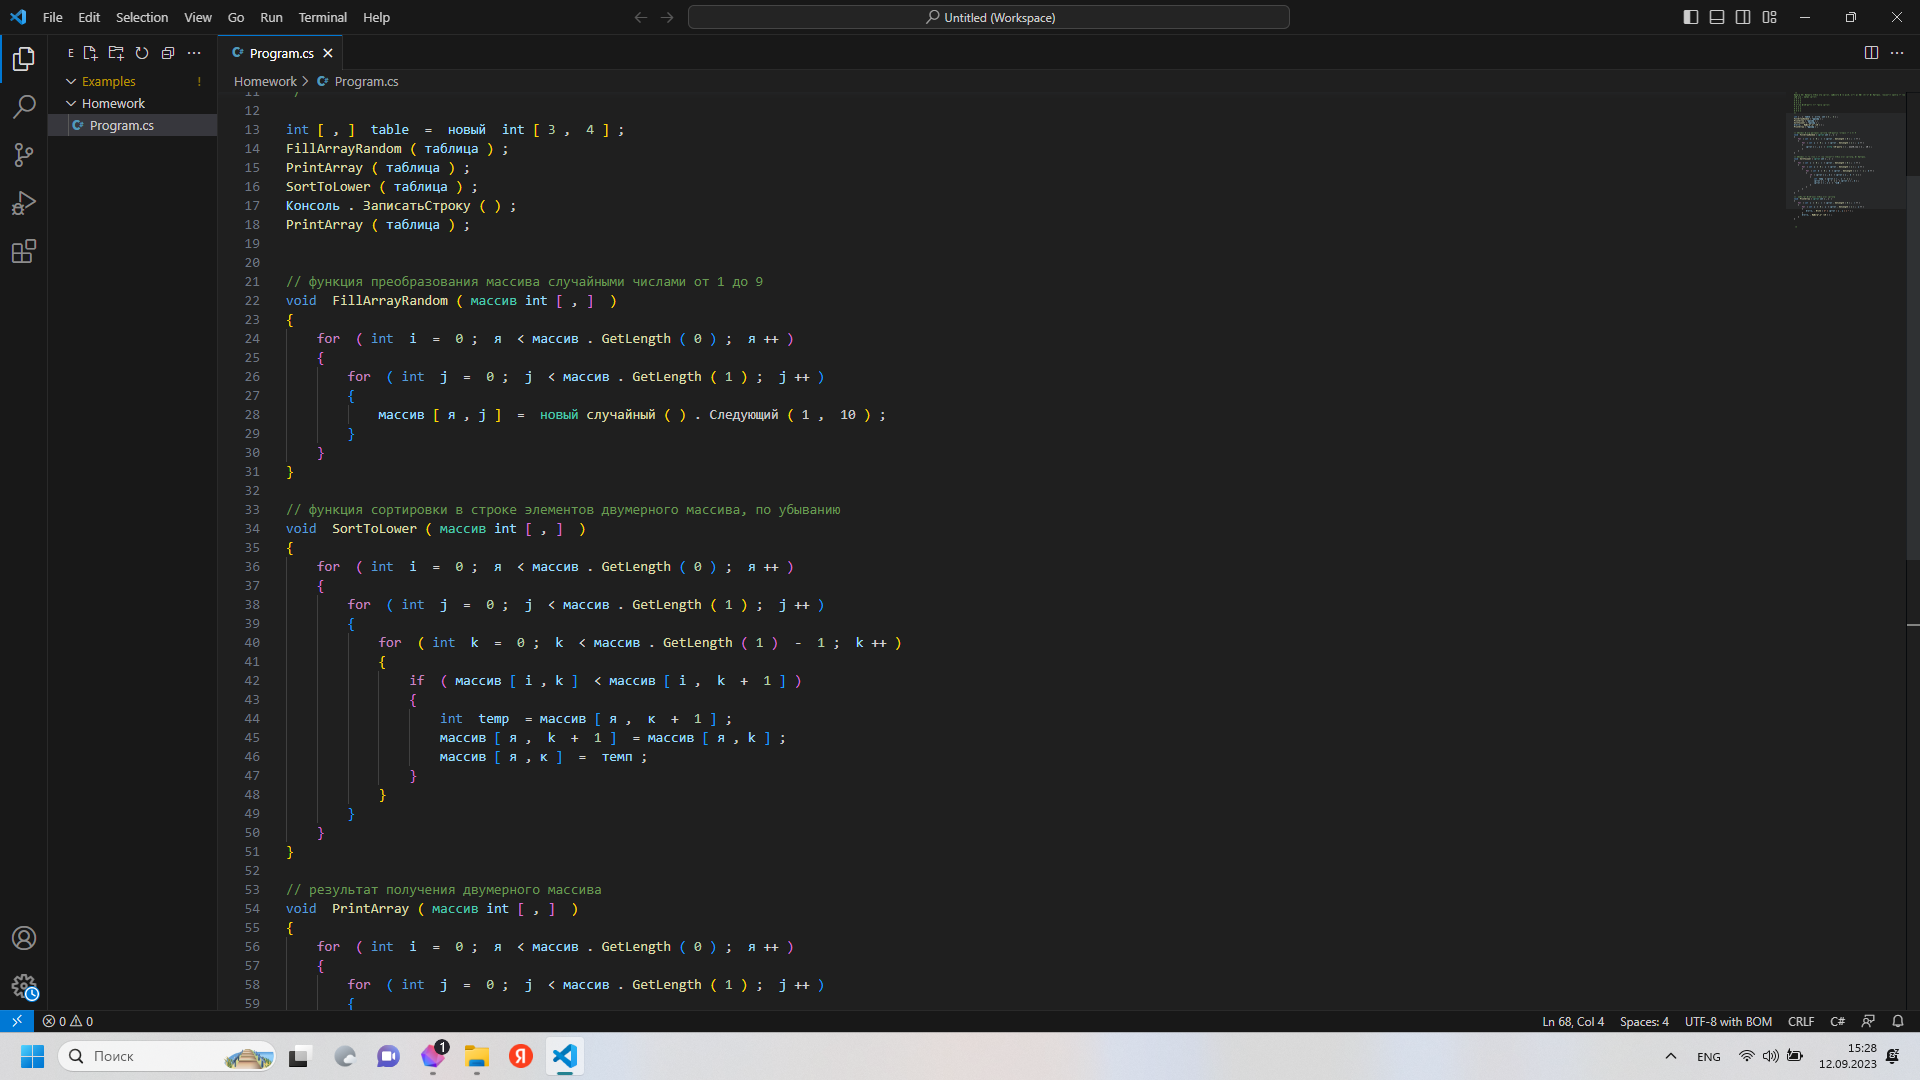 File Edit Selection View Go Run Terminal Help
Untitled (Workspace)
E
Program.cs
Examples !
Homework > Program.cs
Homework
Program.cs
12
13 int [ , ] table = новый int [ 3 , 4 ] ;
14 FillArrayRandom ( таблица ) ;
15 PrintArray ( таблица ) ;
16 SortToLower ( таблица ) ;
17 Консоль . ЗаписатьСтроку ( ) ;
18 PrintArray ( таблица ) ;
19
20
21 // функция преобразования массива случайными числами от 1 до 9
22 void FillArrayRandom ( массив int [ , ] )
23 {
24 for ( int i = 0 ; я < массив . GetLength ( 0 ) ; я ++ )
25 {
26 for ( int j = 0 ; j < массив . GetLength ( 1 ) ; j ++ )
27 {
28 массив [ я , j ] = новый случайный ( ) . Следующий ( 1 , 10 ) ;
29 }
30 }
31 }
32
33 // функция сортировки в строке элементов двумерного массива, по убыванию
34 void SortToLower ( массив int [ , ] )
35 {
36 for ( int i = 0 ; я < массив . GetLength ( 0 ) ; я ++ )
37 {
38 for ( int j = 0 ; j < массив . GetLength ( 1 ) ; j ++ )
39 {
40 for ( int k = 0 ; k < массив . GetLength ( 1 ) - 1 ; k ++ )
41 {
42 if ( массив [ i , k ] < массив [ i , k + 1 ] )
43 {
44 int temp = массив [ я , к + 1 ] ;
45 массив [ я , k + 1 ] = массив [ я , k ] ;
46 массив [ я , к ] = темп ;
47 }
48 }
49 }
50 }
51 }
52
53 // результат получения двумерного массива
54 void PrintArray ( массив int [ , ] )
55 {
56 for ( int i = 0 ; я < массив . GetLength ( 0 ) ; я ++ )
57 {
58 for ( int j = 0 ; j < массив . GetLength ( 1 ) ; j ++ )
59 {
0 0 Ln 68, Col 4 Spaces: 4 UTF-8 with BOM CRLF C#
Поиск 1 Я ENG 15:28
12.09.2023